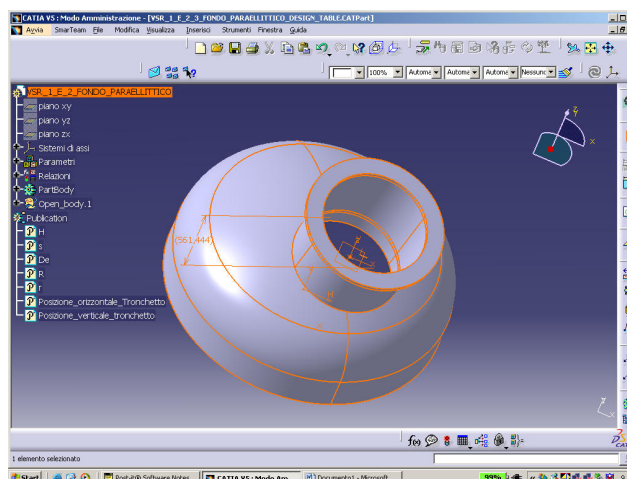 CATIA V5 : Modo Amministrazione - [VSR_1_E_2_3_FONDO_PARAELLITTICO_DESIGN_TABLE.CATPart]
Avvia SmarTeam File Modifica Visualizza Inserisci Strumenti Finestra Guida
100% Automa Automa Automa Nessunc
VSR_1_E_2_FONDO_PARAELLITTICO
piano xy
piano yz
piano zx
Sistemi di assi
Parametri
Relazioni
PartBody
Open_body.1
Publication
H
s
De
R
r
Posizione_orizzontale_Tronchetto
Posizione_verticale_tronchetto
(561,444)
z
x
1 elemento selezionato
Start Post-it® Software Notes CATIA V5 : Modo Am... Documento1 - Microsoft 99%